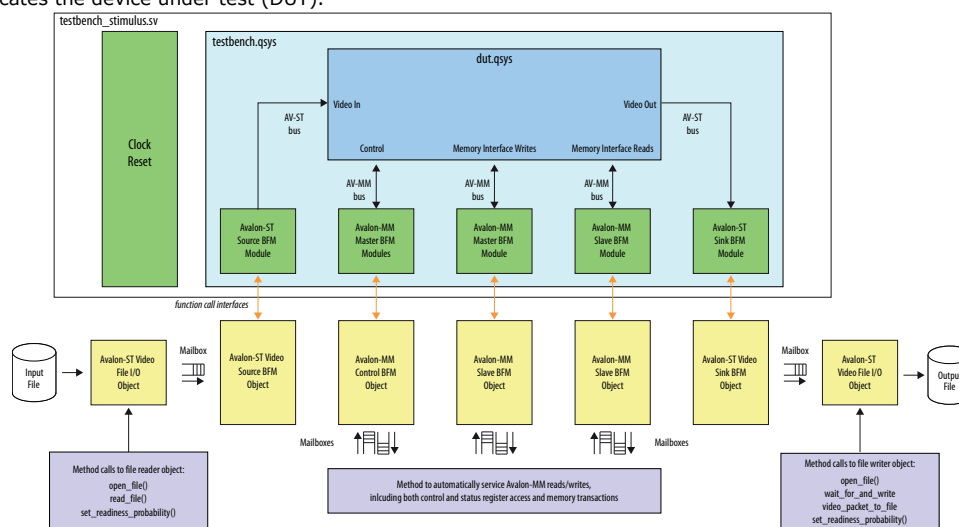 cates the device under test (DUT).
testbench_stimulus.sv
testbench.qsys
dut.qsys
Video In
Video Out
AV-ST
bus
AV-ST
bus
Clock
Reset
Control
Memory Interface Writes
Memory Interface Reads
AV-MM
bus
AV-MM
bus
AV-MM
bus
Avalon-ST
Source BFM
Module
Avalon-MM
Master BFM
Modules
Avalon-MM
Master BFM
Module
Avalon-MM
Slave BFM
Module
Avalon-ST
Sink BFM
Module
function call interfaces
Input
File
Avalon-ST Video
File I/O
Object
Mailbox
Avalon-ST Video
Source BFM
Object
Avalon-MM
Control BFM
Object
Avalon-MM
Slave BFM
Object
Avalon-MM
Slave BFM
Object
Avalon-ST Video
Sink BFM
Object
Mailbox
Avalon-ST
Video File I/O
Object
Output
File
Mailboxes
Mailboxes
Method calls to file reader object:
open_file()
read_file()
set_readiness_probability()
Method to automatically service Avalon-MM reads/writes,
inlcuding both control and status register access and memory transactions
Method calls to file writer object:
open_file()
wait_for_and_write
video_packet_to_file
set_readiness_probability()